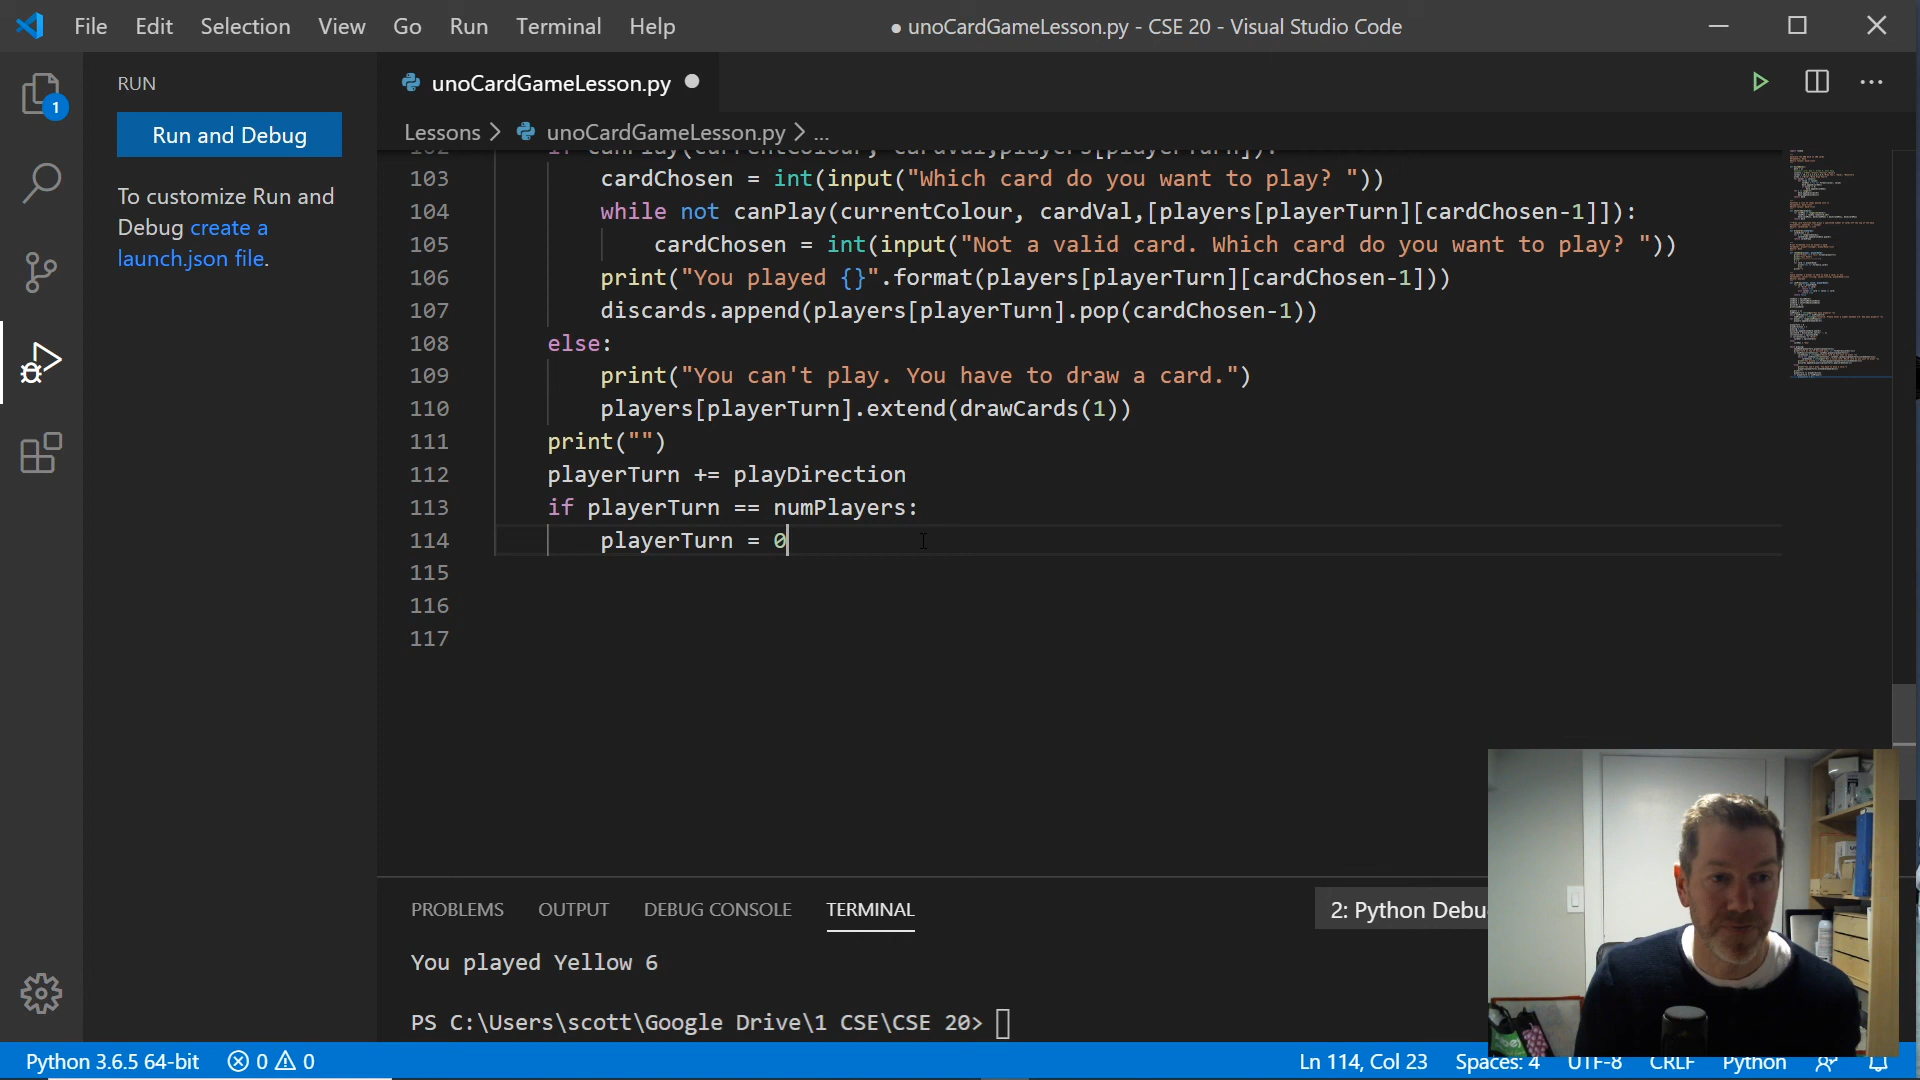 File Edit Selection View Go Run Terminal Help ● unoCardGameLesson.py - CSE 20 - Visual Studio Code
RUN
unoCardGameLesson.py ●
Run and Debug
Lessons > unoCardGameLesson.py > ...
1
To customize Run and
Debug create a
launch.json file.
102 if canPlay(currentColour, cardVal,players[playerTurn]):
103 cardChosen = int(input("Which card do you want to play? "))
104 while not canPlay(currentColour, cardVal,[players[playerTurn][cardChosen-1]]):
105 cardChosen = int(input("Not a valid card. Which card do you want to play? "))
106 print("You played {}".format(players[playerTurn][cardChosen-1]))
107 discards.append(players[playerTurn].pop(cardChosen-1))
108 else:
109 print("You can't play. You have to draw a card.")
110 players[playerTurn].extend(drawCards(1))
111 print("")
112 playerTurn += playDirection
113 if playerTurn == numPlayers:
114 playerTurn = 0
115
116
117
PROBLEMS OUTPUT DEBUG CONSOLE TERMINAL 2: Python Debu
You played Yellow 6
PS C:\Users\scott\Google Drive\1 CSE\CSE 20>
Python 3.6.5 64-bit 0 0 Ln 114, Col 23 Spaces: 4 UTF-8 CRLF Python